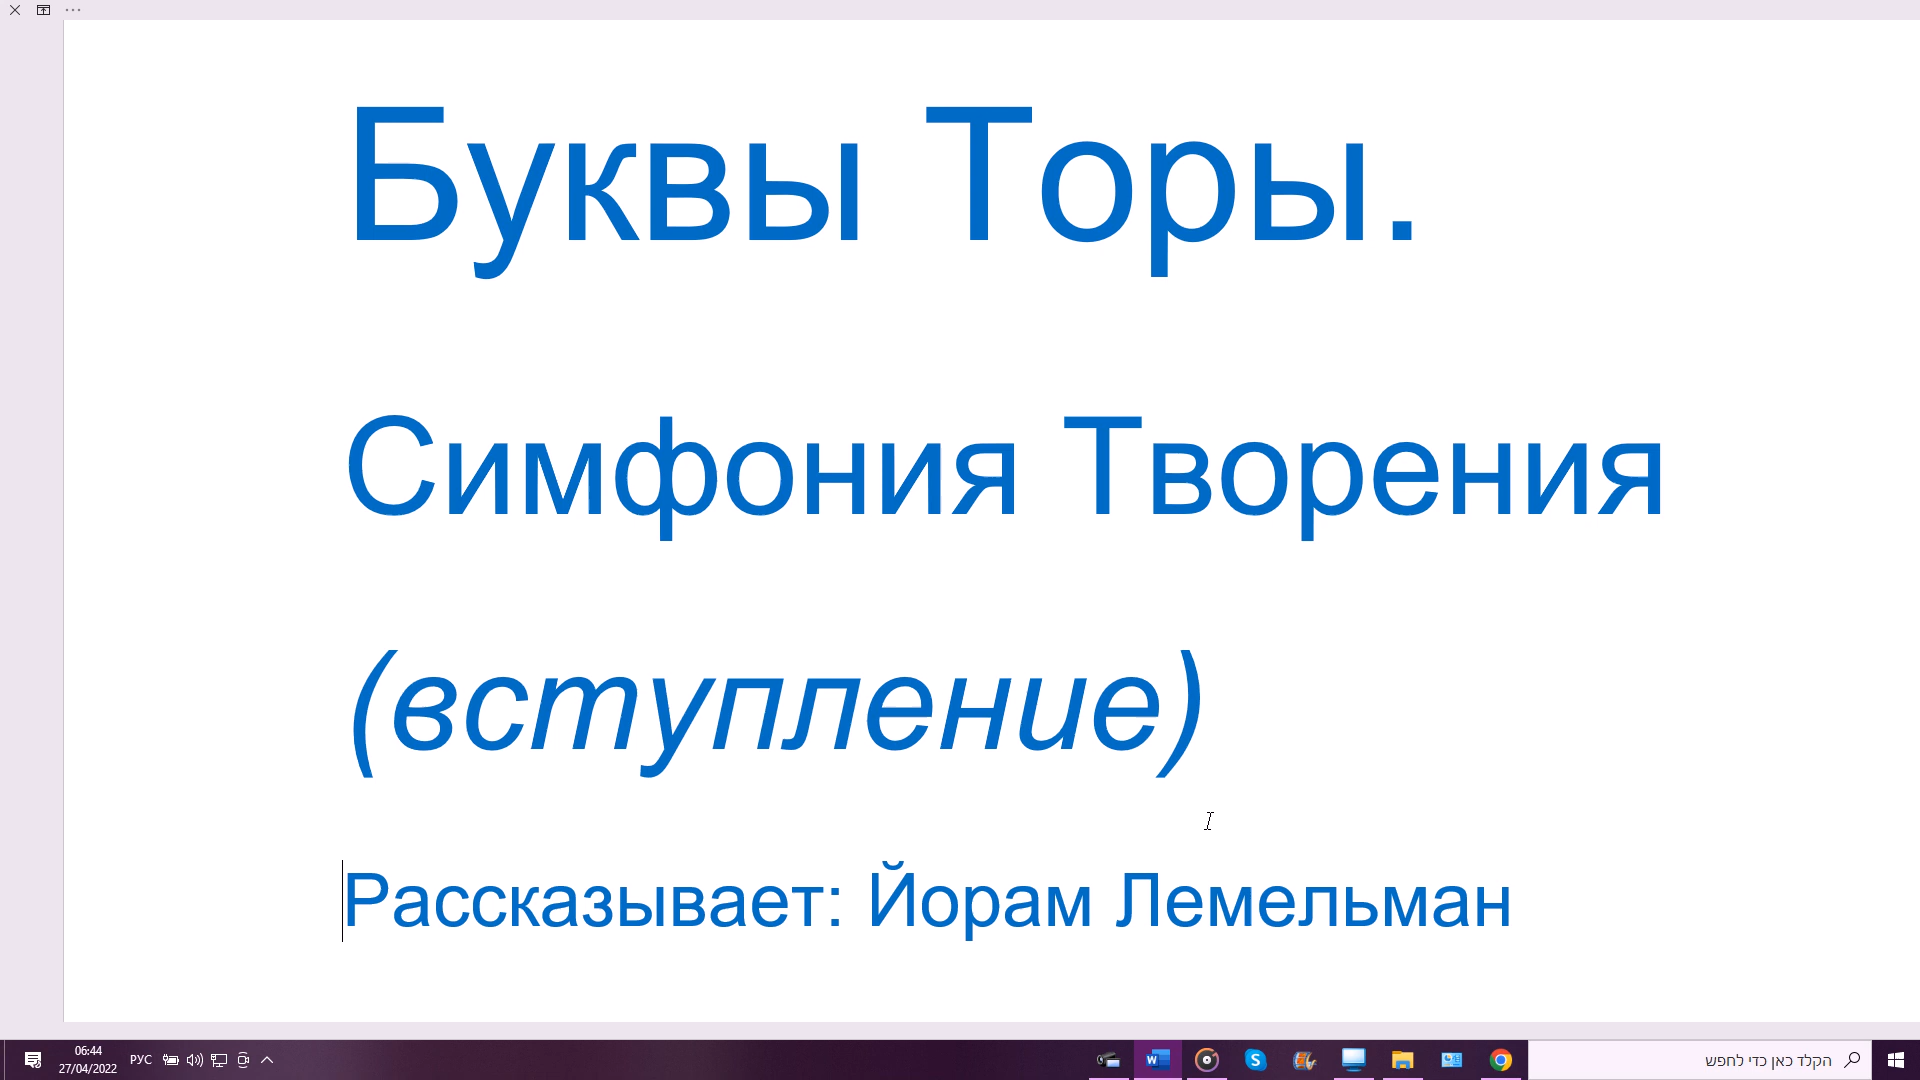 Буквы Торы.
Симфония Творения
(вступление)
Рассказывает: Йорам Лемельман
06:44
27/04/2022
РУС
הקלד כאן כדי לחפש